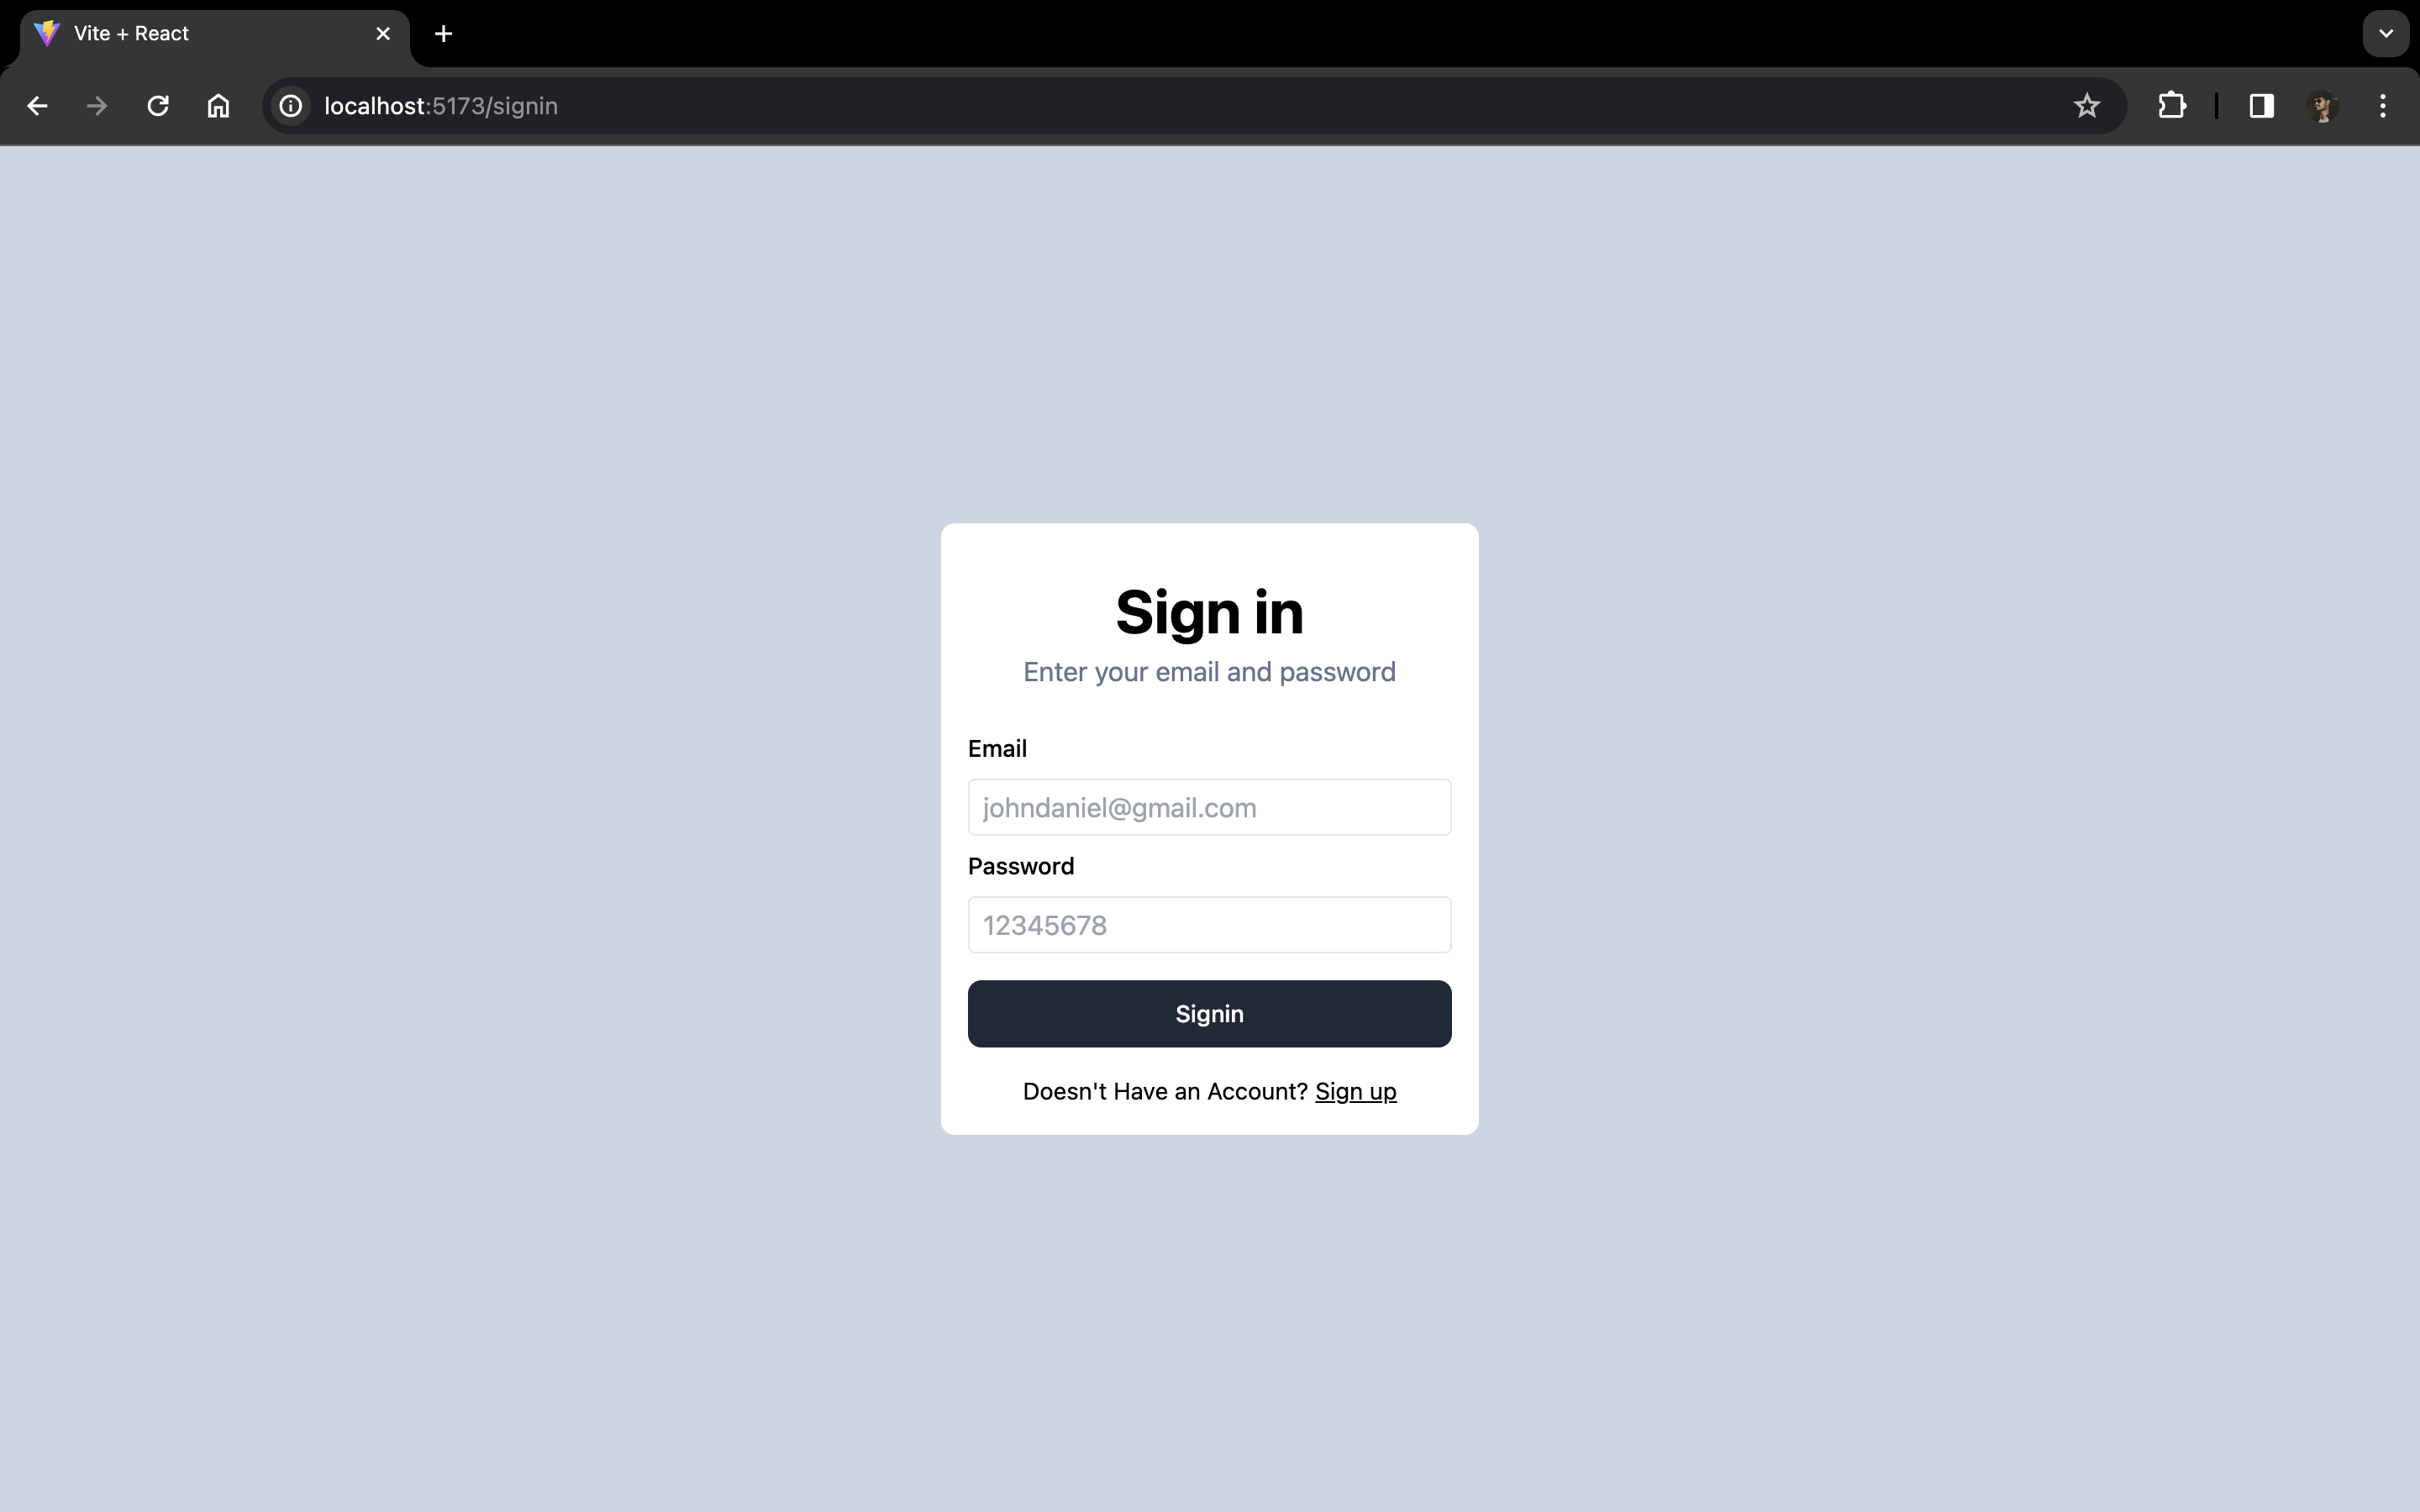 Vite + React
localhost:5173/signin
Sign in
Enter your email and password
Email
johndaniel@gmail.com
Password
12345678
Signin
Doesn't Have an Account? Sign up